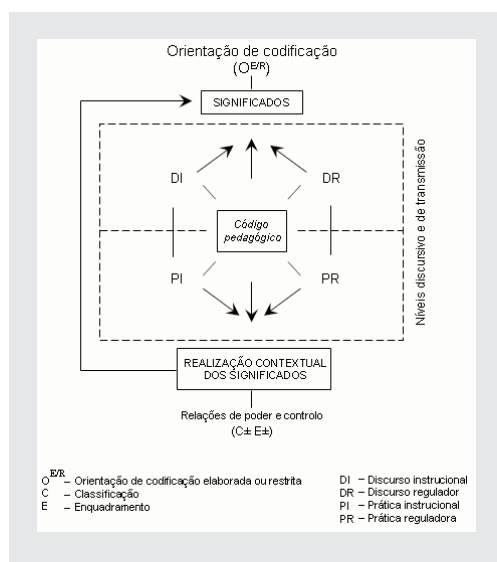 Orientação de codificação
(O^E/R)
SIGNIFICADOS
DI
DR
Código
pedagógico
PI
PR
Níveis discursivo e de transmissão
REALIZAÇÃO CONTEXTUAL
DOS SIGNIFICADOS
Relações de poder e controlo
(C± E±)
O^E/R – Orientação de codificação elaborada ou restrita
C – Classificação
E – Enquadramento
DI – Discurso instrucional
DR – Discurso regulador
PI – Prática instrucional
PR – Prática reguladora